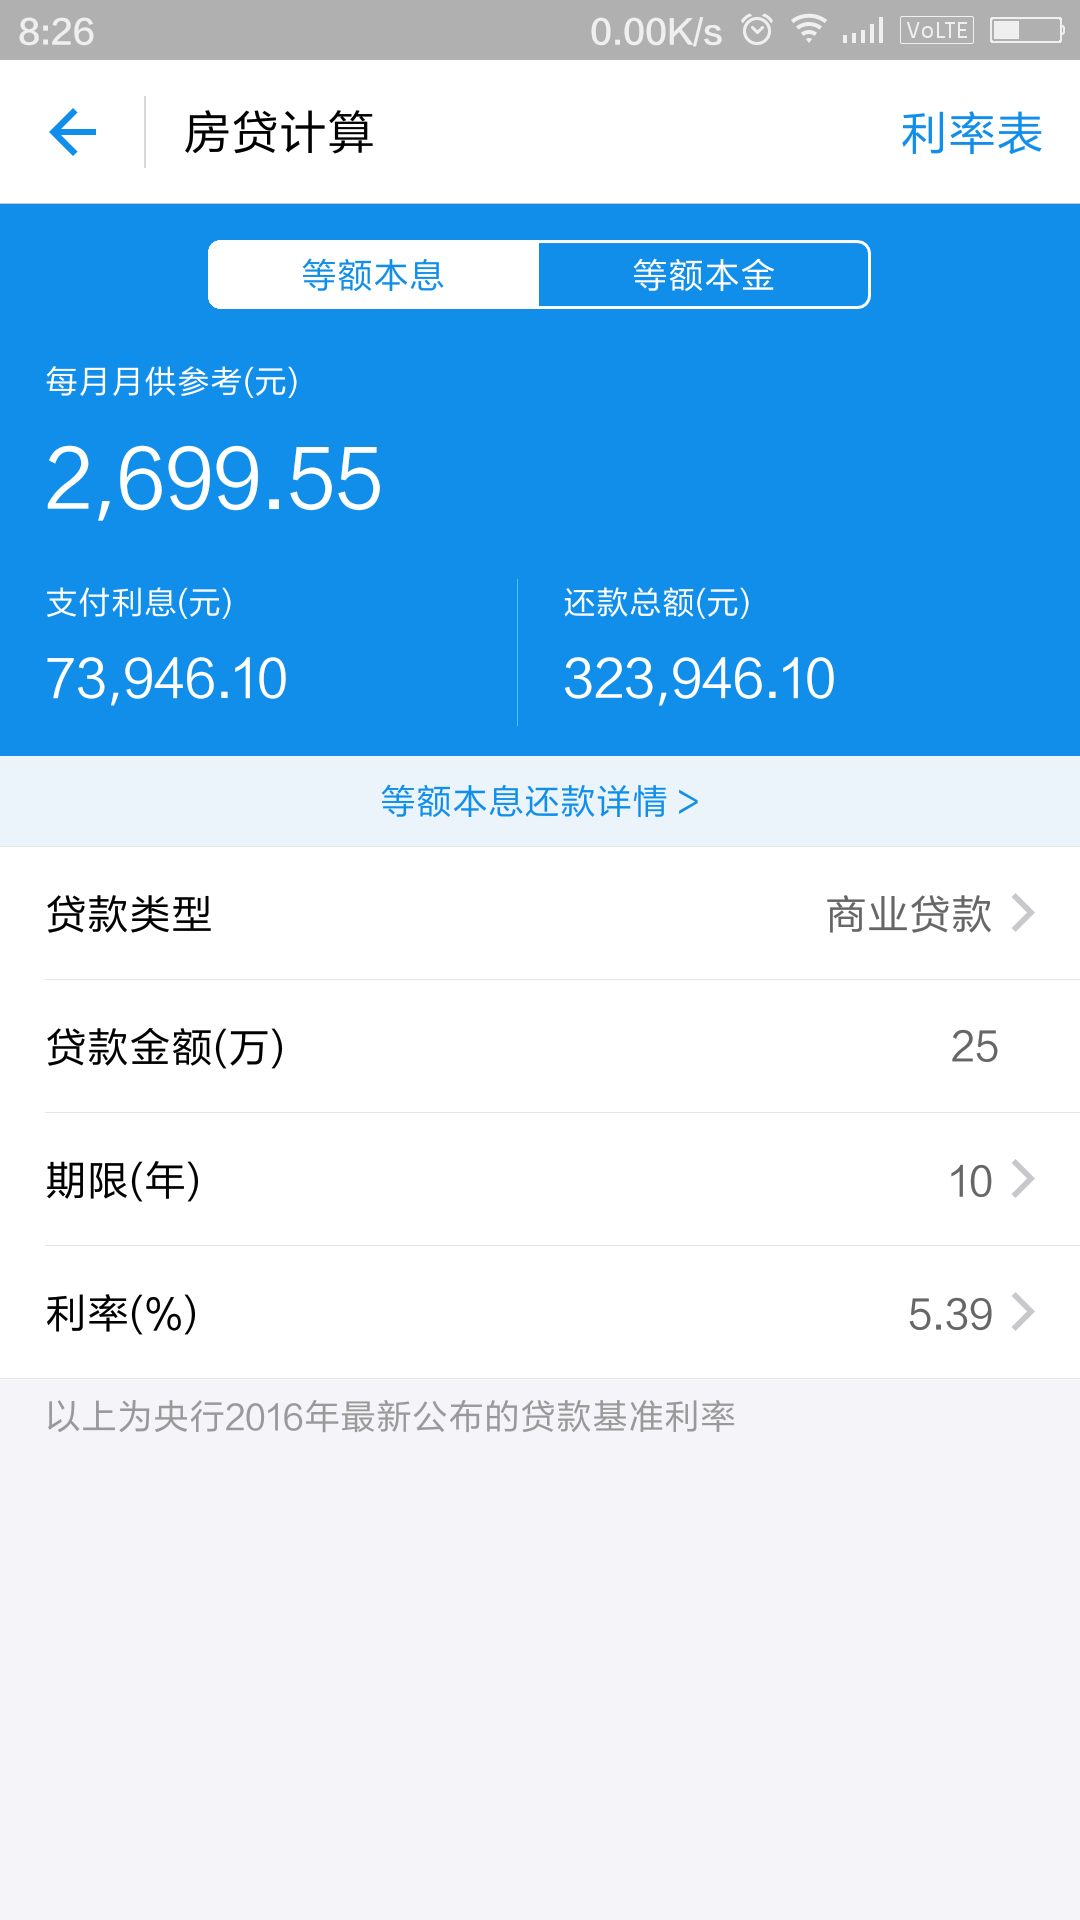 8:26 0.00K/s VoLTE
房贷计算 利率表
等额本息 等额本金
每月月供参考(元)
2,699.55
支付利息(元) 还款总额(元)
73,946.10 323,946.10
等额本息还款详情 >
贷款类型 商业贷款
贷款金额(万) 25
期限(年) 10
利率(%) 5.39
以上为央行2016年最新公布的贷款基准利率